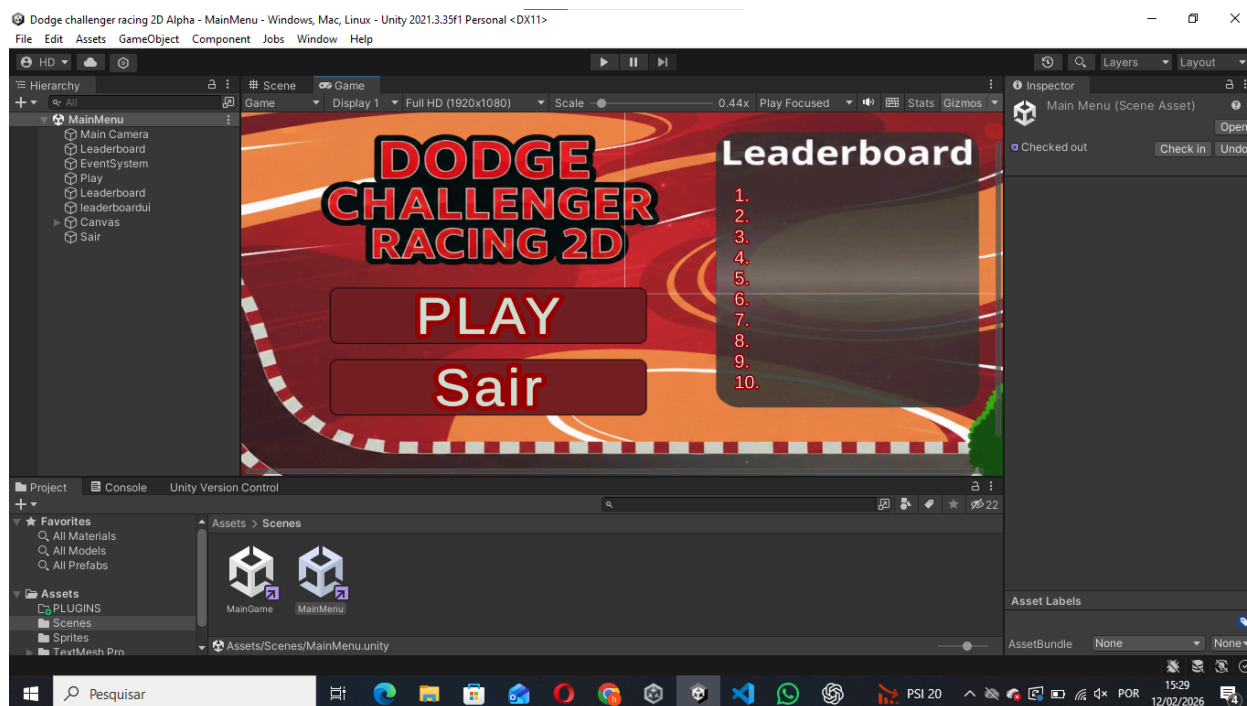 Dodge challenger racing 2D Alpha - MainMenu - Windows, Mac, Linux - Unity 2021.3.35f1 Personal <DX11>
File Edit Assets GameObject Component Jobs Window Help
HD Layers Layout
Hierarchy
All
MainMenu
Main Camera
Leaderboard
EventSystem
Play
Leaderboard
leaderboardui
Canvas
Sair
# Scene Game
Game Display 1 Full HD (1920x1080) Scale 0.44x Play Focused Stats Gizmos
DODGE
CHALLENGER
RACING 2D
PLAY
Sair
Leaderboard
1.
2.
3.
4.
5.
6.
7.
8.
9.
10.
Inspector
Main Menu (Scene Asset)
Open
Checked out Check in Undo
Project Console Unity Version Control
22
Favorites
All Materials
All Models
All Prefabs
Assets
PLUGINS
Scenes
Sprites
TextMesh Pro
Assets > Scenes
MainGame MainMenu
Assets/Scenes/MainMenu.unity
Asset Labels
AssetBundle None None
Pesquisar
PSI 20
POR
15:29
12/02/2026
4